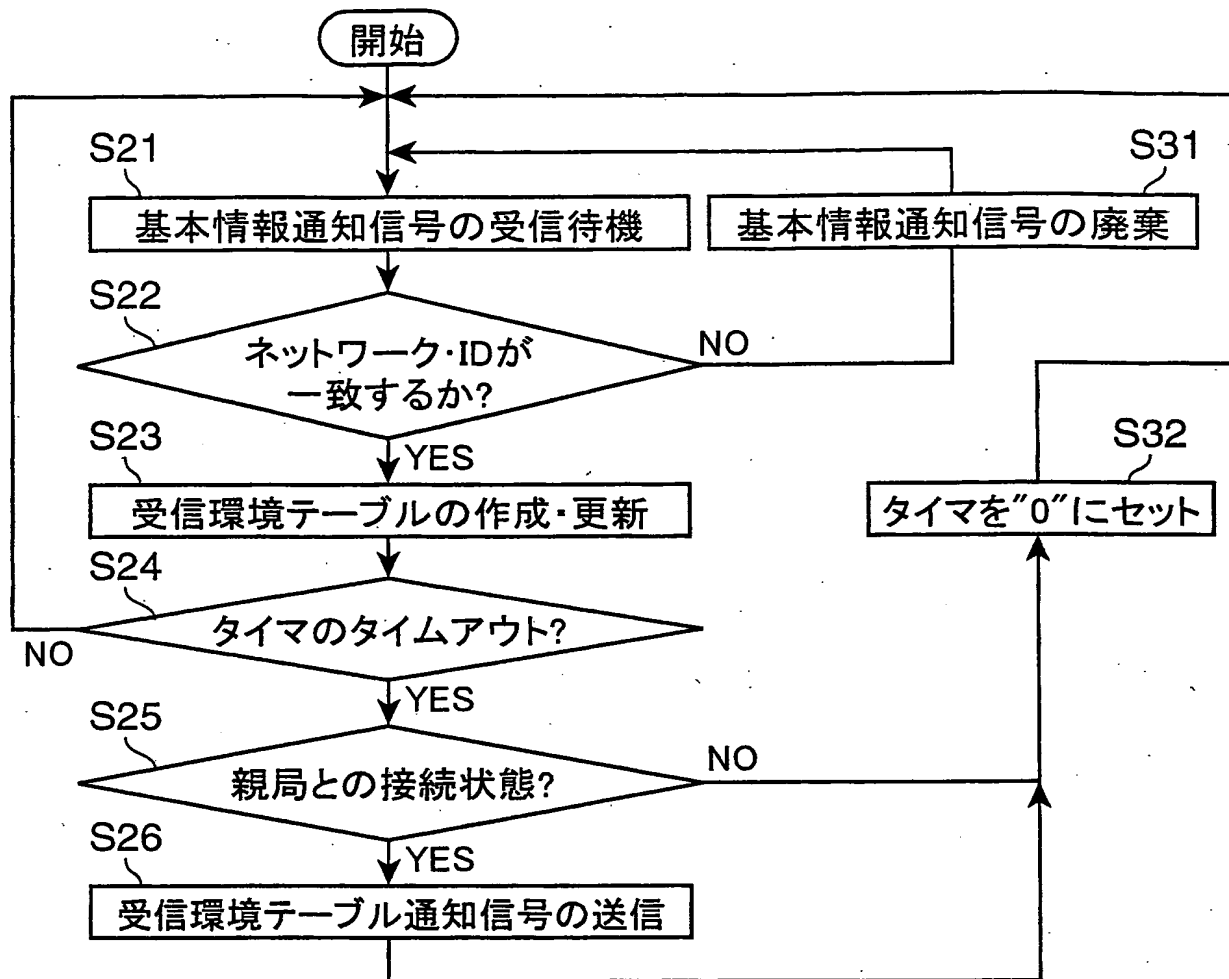 開始
S21
基本情報通知信号の受信待機
S31
基本情報通知信号の廃棄
S22
ネットワーク・IDが
一致するか?
NO
S23
YES
受信環境テーブルの作成・更新
S32
タイマを"0"にセット
S24
タイマのタイムアウト?
NO
YES
S25
親局との接続状態?
NO
S26
YES
受信環境テーブル通知信号の送信